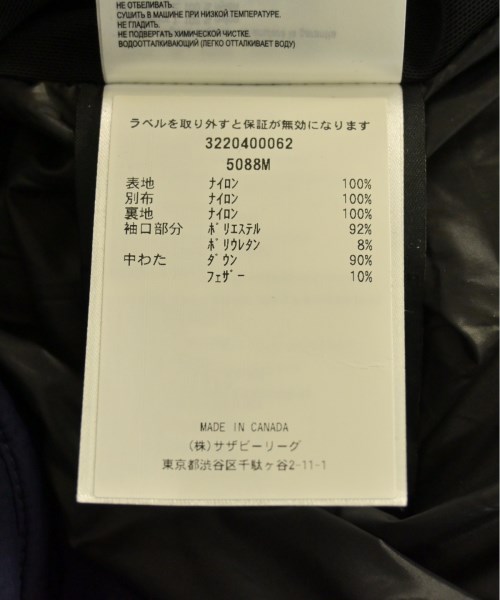 НЕ ОТБЕЛИВАТЬ.
СУШИТЬ В МАШИНЕ ПРИ НИЗКОЙ ТЕМПЕРАТУРЕ.
НЕ ГЛАДИТЬ.
НЕ ПОДВЕРГАТЬ ХИМИЧЕСКОЙ ЧИСТКЕ.
ВОДООТТАЛКИВАЮЩИЙ (ЛЕГКО ОТТАЛКИВАЕТ ВОДУ)
ラベルを取り外すと保証が無効になります
3220400062
5088M
表地 ﾅｲﾛﾝ 100%
別布 ﾅｲﾛﾝ 100%
裏地 ﾅｲﾛﾝ 100%
袖口部分 ﾎﾟﾘｴｽﾃﾙ 92%
ﾎﾟﾘｳﾚﾀﾝ 8%
中わた ﾀﾞｳﾝ 90%
ﾌｪｻﾞｰ 10%
MADE IN CANADA
(株)サザビーリーグ
東京都渋谷区千駄ヶ谷2-11-1